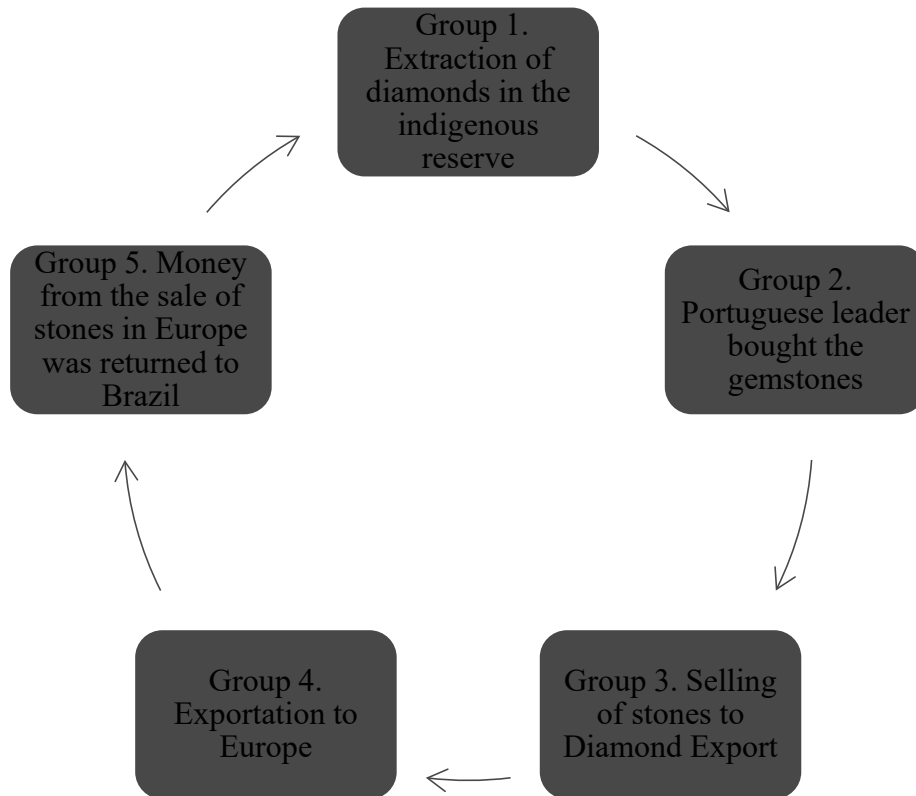 Group 1.
Extraction of
diamonds in the
indigenous
reserve
Group 2.
Portuguese leader
bought the
gemstones
Group 3. Selling
of stones to
Diamond Export
Group 4.
Exportation to
Europe
Group 5. Money
from the sale of
stones in Europe
was returned to
Brazil